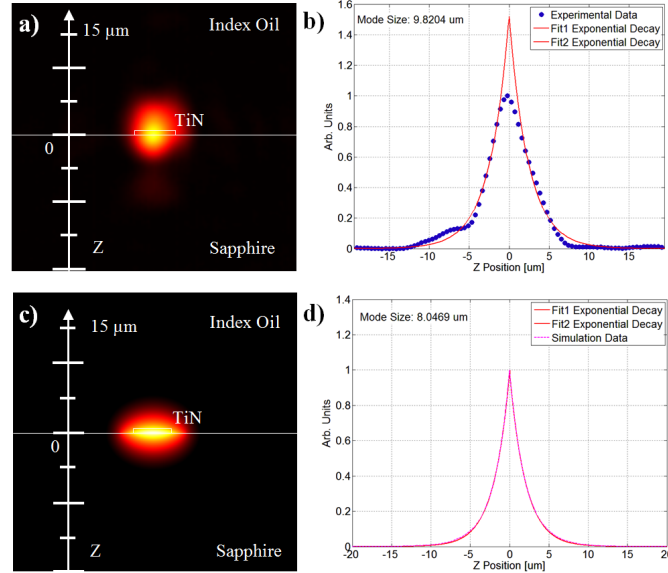 a)
15 µm
Index Oil
TiN
0
Z
Sapphire
b)
Mode Size: 9.8204 um
Experimental Data
Fit1 Exponential Decay
Fit2 Exponential Decay
Arb. Units
1.6
1.4
1.2
1
0.8
0.6
0.4
0.2
0
-15 -10 -5 0 5 10 15
Z Position [um]
c)
15 µm
Index Oil
TiN
0
Z
Sapphire
d)
Mode Size: 8.0469 um
Fit1 Exponential Decay
Fit2 Exponential Decay
Simulation Data
Arb. Units
1.4
1.2
1
0.8
0.6
0.4
0.2
0
-20 -15 -10 -5 0 5 10 15 20
Z Position [um]